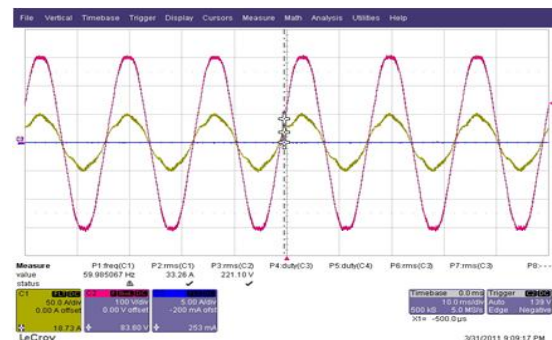 File Vertical Timebase Trigger Display Cursors Measure Math Analysis Utilities Help
Measure P1:freq(C1) P2:rms(C1) P3:rms(C2) P4:duty(C3) P5:duty(C4) P6:rms(C3) P7:rms(C3) P8:- - -
value 59.985067 Hz 33.26 A 221.10 V
status
C1
50.0 A/div
0.00 A offset
18.73 A
100 V/div
0.00 V offset
83.60 V
5.00 A/div
-200 mA ofst
253 mA
Timebase 0.0 ms
10.0 ms/div
500 kS 5.0 MS/s
Trigger
Auto 139 V
Edge Negative
X1= -500.0 µs
LeCroy
3/31/2011 9:09:17 PM